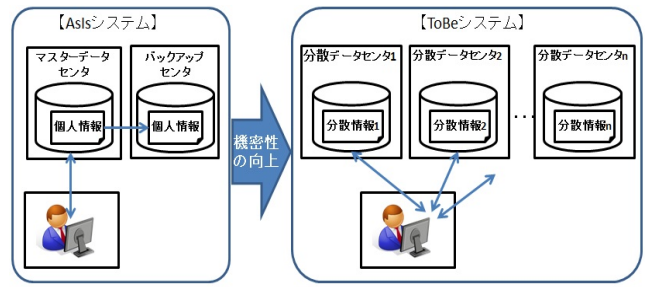 【AsIsシステム】
マスターデータ
センタ
バックアップ
センタ
個人情報
個人情報
機密性
の向上
【ToBeシステム】
分散データセンタ1
分散データセンタ2
分散データセンタn
分散情報1
分散情報2
･･･
分散情報n